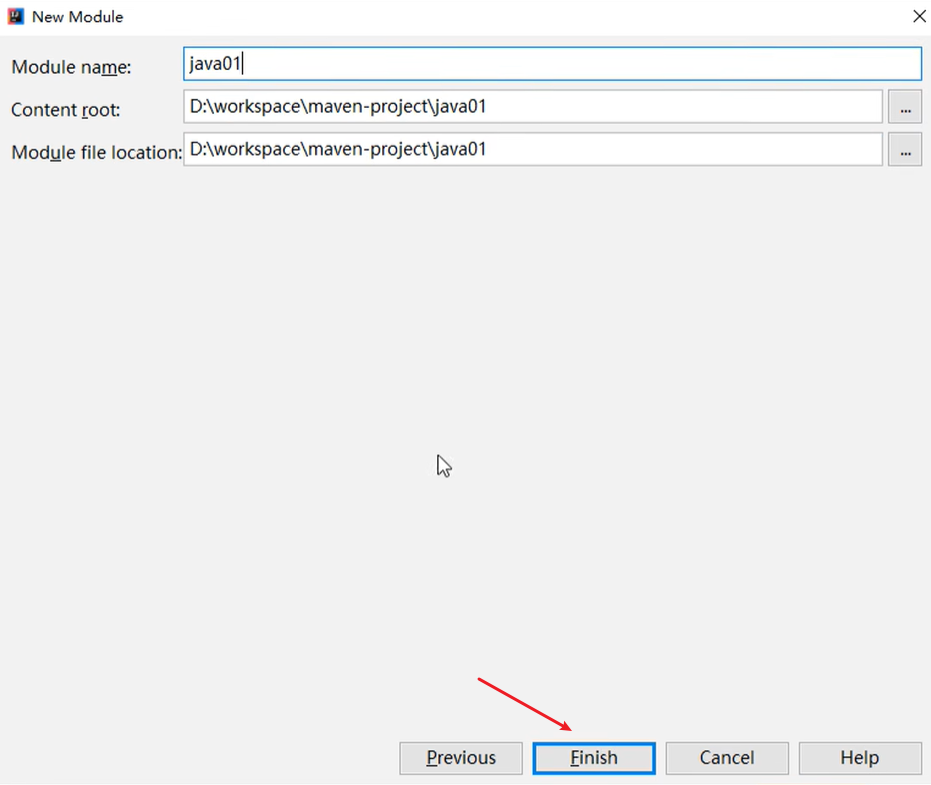 New Module
Module name: java01
Content root: D:\workspace\maven-project\java01 ...
Module file location: D:\workspace\maven-project\java01 ...
Previous Finish Cancel Help